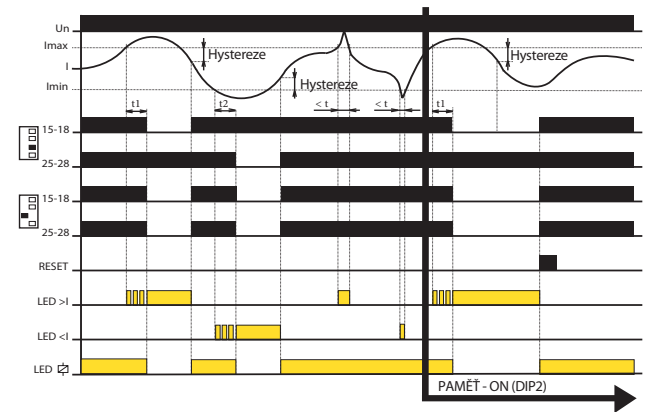 Un
Imax
I
Imin
Hystereze
Hystereze
Hystereze
t1
t2
< t
< t
t1
15-18
25-28
15-18
25-28
RESET
LED >I
LED <I
LED
PAMĚŤ - ON (DIP2)